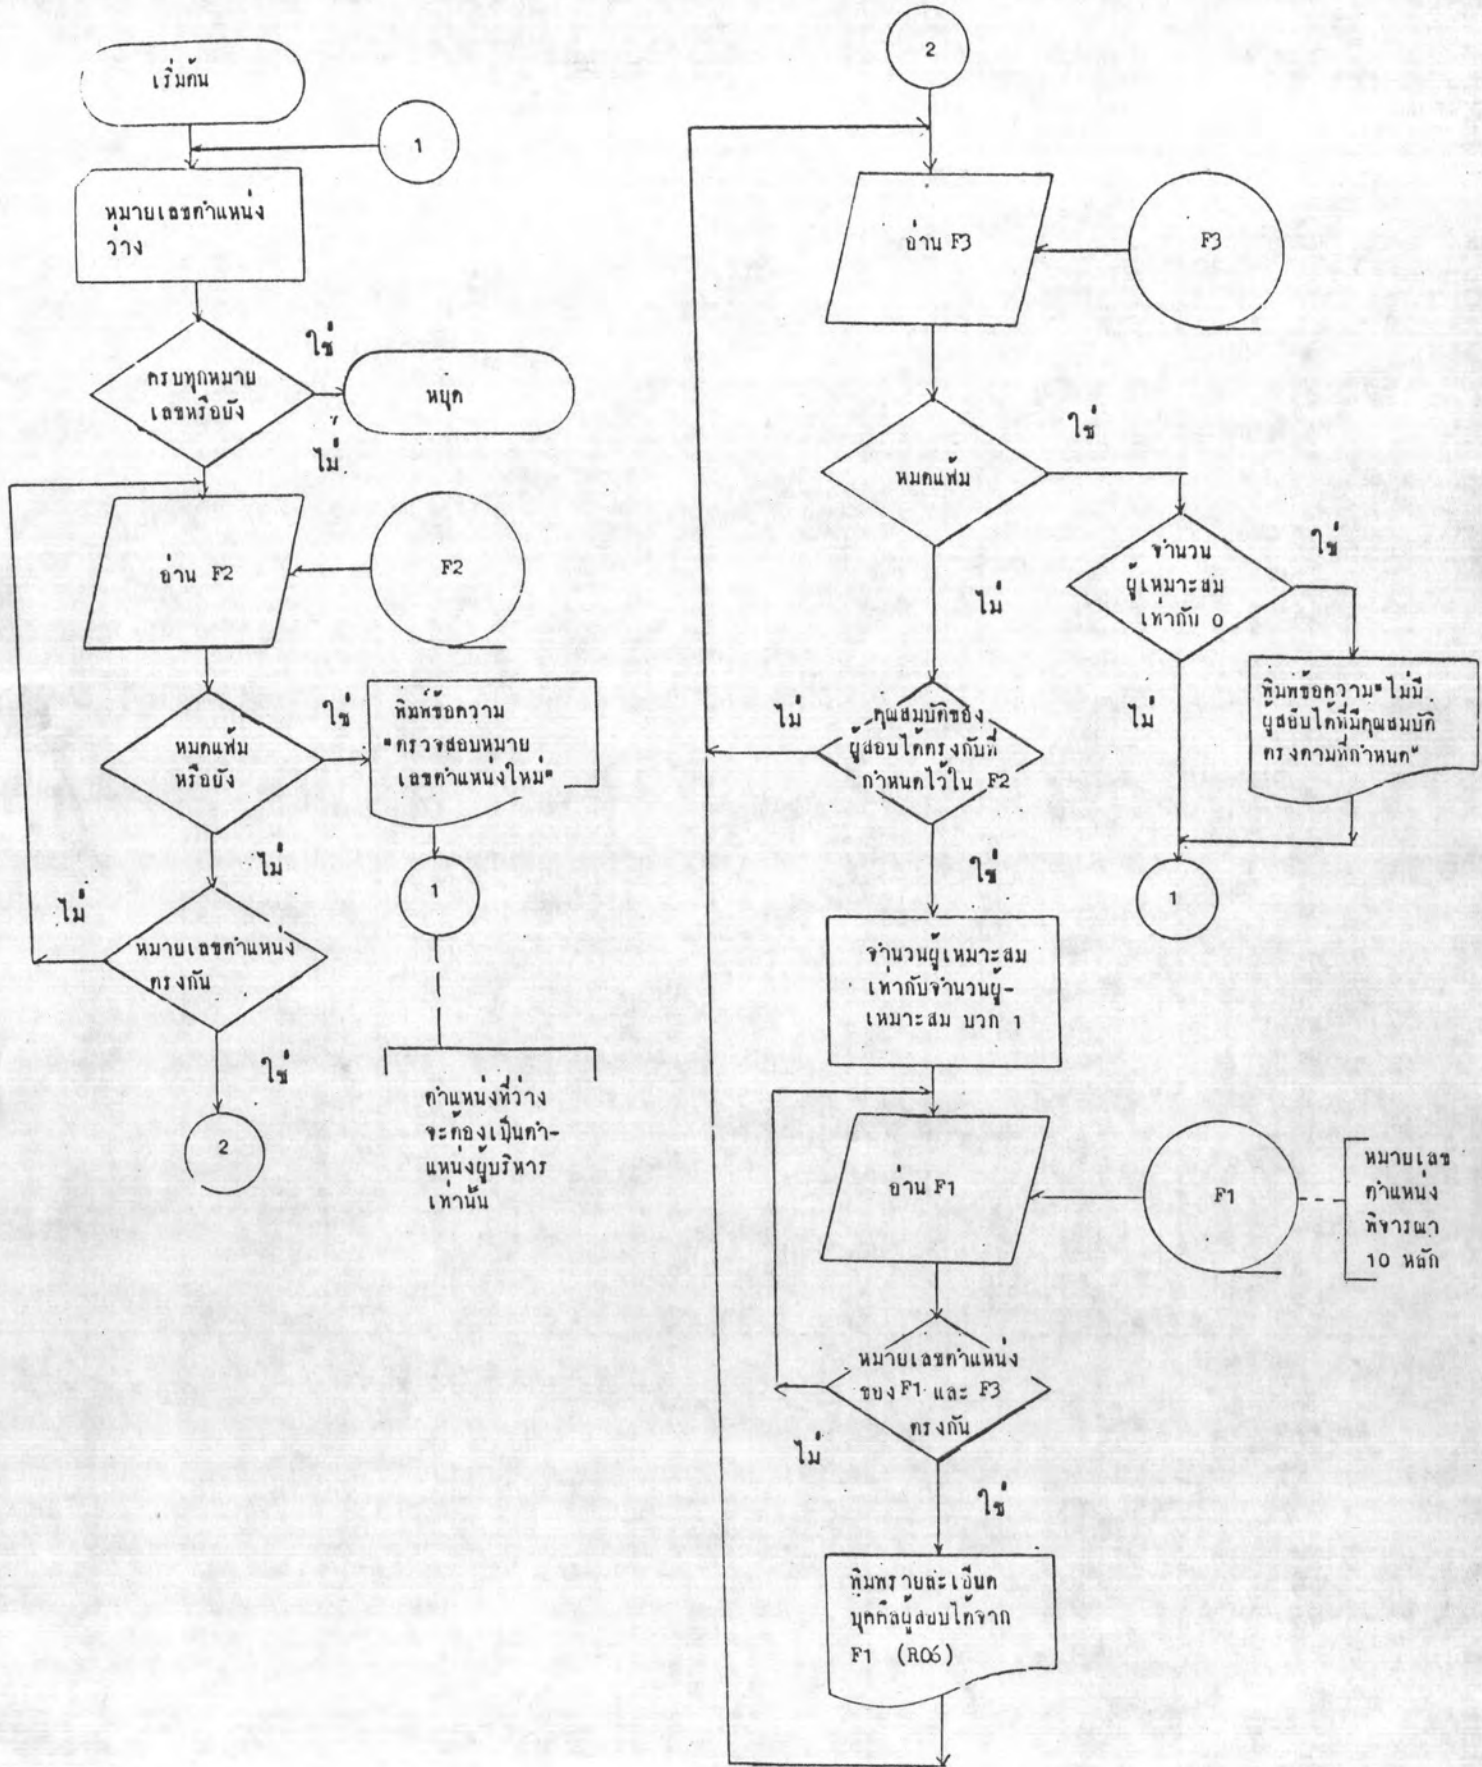 เริ่มต้น
1
หมายเลขตำแหน่ง
ว่าง
ครบทุกหมาย
เลขหรือยัง
ใช่
หยุด
ไม่
อ่าน F2
F2
หมดแฟ้ม
หรือยัง
ใช่
พิมพ์ข้อความ
"ตรวจสอบหมาย
เลขตำแหน่งใหม่"
1
ไม่
หมายเลขตำแหน่ง
ตรงกัน
ไม่
ใช่
2
ตำแหน่งที่ว่าง
จะต้องเป็นตำ-
แหน่งผู้บริหาร
เท่านั้น
2
อ่าน F3
F3
หมดแฟ้ม
ใช่
จำนวน
ผู้เหมาะสม
เท่ากับ 0
ใช่
พิมพ์ข้อความ"ไม่มี
ผู้สอบได้ที่มีคุณสมบัติ
ตรงตามที่กำหนด"
ไม่
1
ไม่
คุณสมบัติของ
ผู้สอบได้ตรงกับที่
กำหนดไว้ใน F2
ไม่
ใช่
จำนวนผู้เหมาะสม
เท่ากับจำนวนผู้-
เหมาะสม บวก 1
อ่าน F1
F1
หมายเลข
ตำแหน่ง
พิจารณา
10 หลัก
หมายเลขตำแหน่ง
ของ F1 และ F3
ตรงกัน
ไม่
ใช่
พิมพ์รายละเอียด
บุคคลผู้สอบได้จาก
F1 (R06)